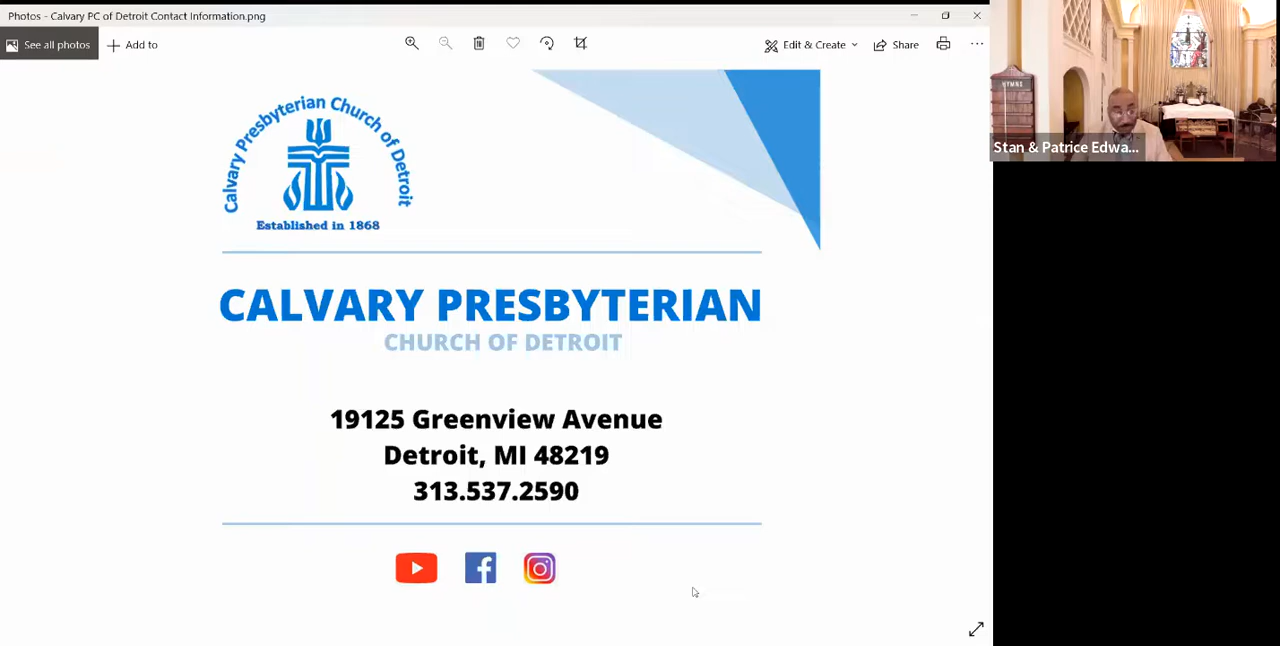 Photos - Calvary PC of Detroit Contact Information.png
See all photos
Add to
Edit & Create
Share
Calvary Presbyterian Church of Detroit
Established in 1868
CALVARY PRESBYTERIAN
CHURCH OF DETROIT
19125 Greenview Avenue
Detroit, MI 48219
313.537.2590
HYMNS
Stan & Patrice Edwa...